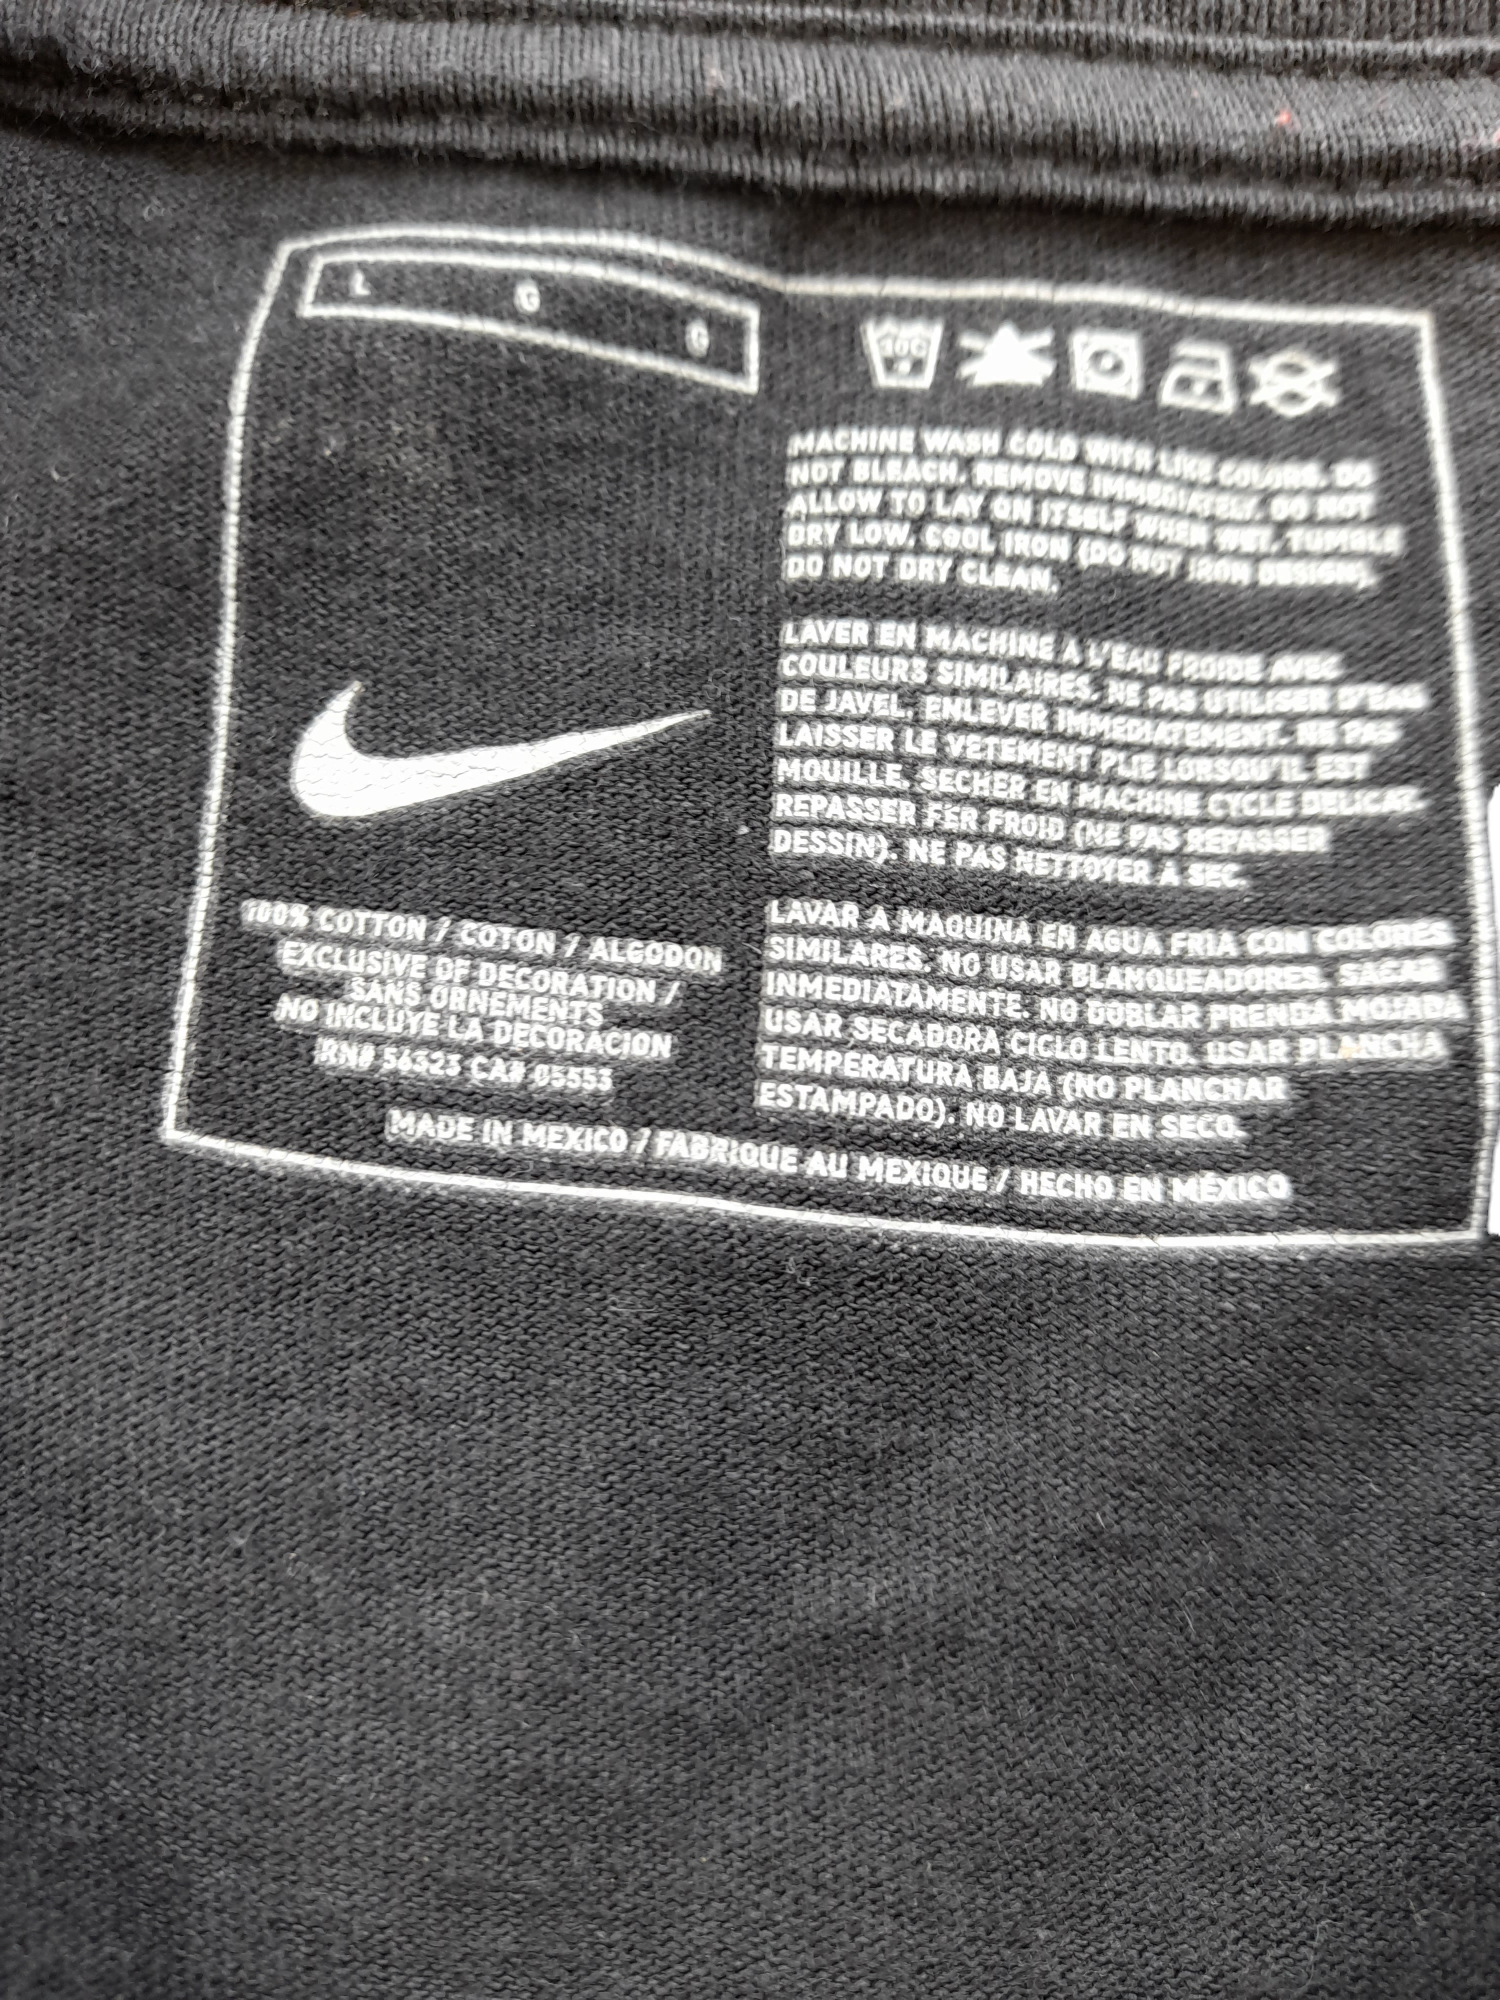 L G G
30C
MACHINE WASH COLD WITH LIKE COLORS. DO
NOT BLEACH. REMOVE IMMEDIATELY. DO NOT
ALLOW TO LAY ON ITSELF WHEN WET. TUMBLE
DRY LOW. COOL IRON (DO NOT IRON DESIGN).
DO NOT DRY CLEAN.
LAVER EN MACHINE A L'EAU FROIDE AVEC
COULEURS SIMILAIRES. NE PAS UTILISER D'EAU
DE JAVEL. ENLEVER IMMEDIATEMENT. NE PAS
LAISSER LE VETEMENT PLIE LORSQU'IL EST
MOUILLE. SECHER EN MACHINE CYCLE DELICAT.
REPASSER FER FROID (NE PAS REPASSER
DESSIN). NE PAS NETTOYER A SEC.
LAVAR A MAQUINA EN AGUA FRIA CON COLORES
SIMILARES. NO USAR BLANQUEADORES. SACAR
INMEDIATAMENTE. NO DOBLAR PRENDA MOJADA
USAR SECADORA CICLO LENTO. USAR PLANCHA
TEMPERATURA BAJA (NO PLANCHAR
ESTAMPADO). NO LAVAR EN SECO.
100% COTTON / COTON / ALGODON
EXCLUSIVE OF DECORATION /
SANS ORNEMENTS
NO INCLUYE LA DECORACION
RN# 56323 CA# 05553
MADE IN MEXICO / FABRIQUE AU MEXIQUE / HECHO EN MÉXICO